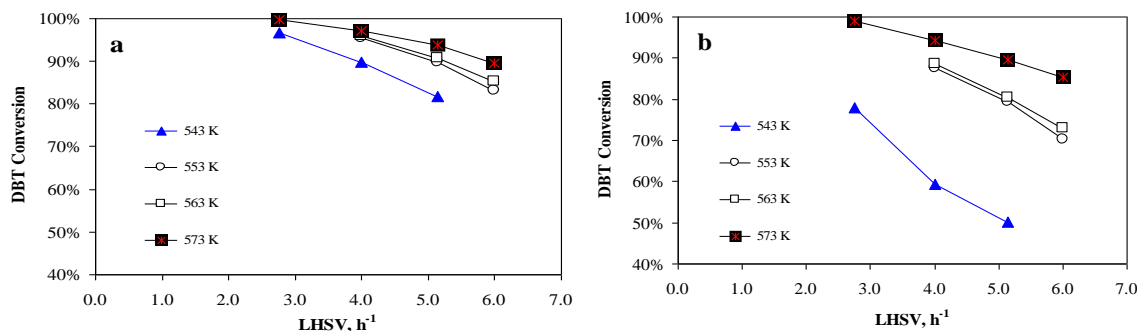 a
100%
90%
80%
70%
60%
50%
40%
DBT Conversion
543 K
553 K
563 K
573 K
0.0 1.0 2.0 3.0 4.0 5.0 6.0 7.0
LHSV, h⁻¹
b
100%
90%
80%
70%
60%
50%
40%
DBT Conversion
543 K
553 K
563 K
573 K
0.0 1.0 2.0 3.0 4.0 5.0 6.0 7.0
LHSV, h⁻¹